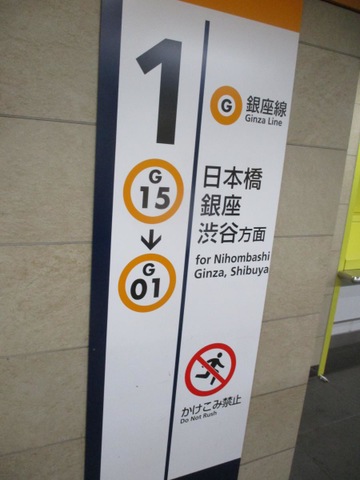 1
G 銀座線
Ginza Line
G
15
↓
G
01
日本橋
銀座
渋谷方面
for Nihombashi
Ginza, Shibuya
かけこみ禁止
Do Not Rush